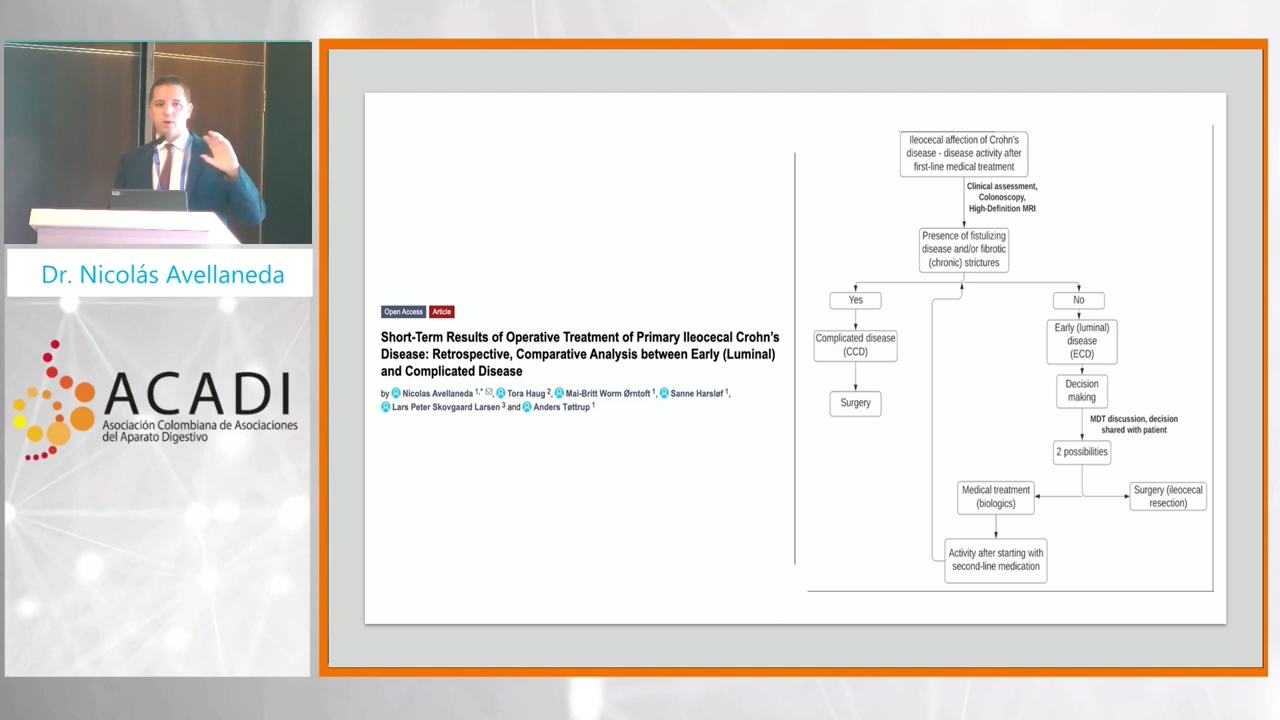 Dr. Nicolás Avellaneda
ACADI
Asociación Colombiana de Asociaciones
del Aparato Digestivo
Open Access Article
Short-Term Results of Operative Treatment of Primary Ileocecal Crohn's
Disease: Retrospective, Comparative Analysis between Early (Luminal)
and Complicated Disease
by Nicolas Avellaneda 1,*, Tora Haug 2, Mai-Britt Worm Ørntoft 1, Sanne Harsløf 1,
Lars Peter Skovgaard Larsen 3 and Anders Tøttrup 1
Ileocecal affection of Crohn's
disease - disease activity after
first-line medical treatment
Clinical assessment,
Colonoscopy,
High-Definition MRI
Presence of fistulizing
disease and/or fibrotic
(chronic) strictures
Yes
No
Complicated disease
(CCD)
Early (luminal)
disease
(ECD)
Surgery
Decision
making
MDT discussion, decision
shared with patient
2 possibilities
Medical treatment
(biologics)
Surgery (ileocecal
resection)
Activity after starting with
second-line medication